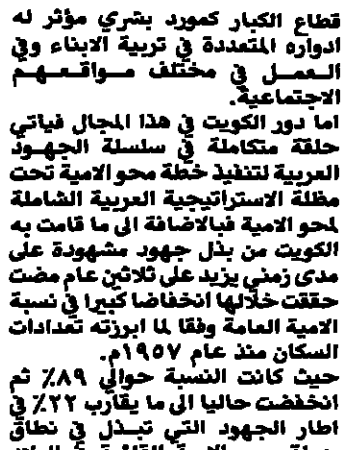 قطاع الكبار كمورد بشري مؤثر له
ادواره المتعددة في تربية الابناء وفي
العمل في مختلف مواقعهم
الاجتماعية.
اما دور الكويت في هذا المجال فياتي
حلقة متكاملة في سلسلة الجهود
العربية لتنفيذ خطة محو الامية تحت
مظلة الاستراتيجية العربية الشاملة
لمحو الامية فبالاضافة الى ما قامت به
الكويت من بذل جهود مشهودة على
مدى زمني يزيد على ثلاثين عام مضت
حققت خلالها انخفاضا كبيرا في نسبة
الامية العامة وفقا لما ابرزته تعدادات
السكان منذ عام ١٩٥٧م.
حيث كانت النسبة حوالي ٨٩٪ ثم
انخفضت حاليا الى ما يقارب ٢٢٪ في
اطار الجهود التي تبذل في نطاق